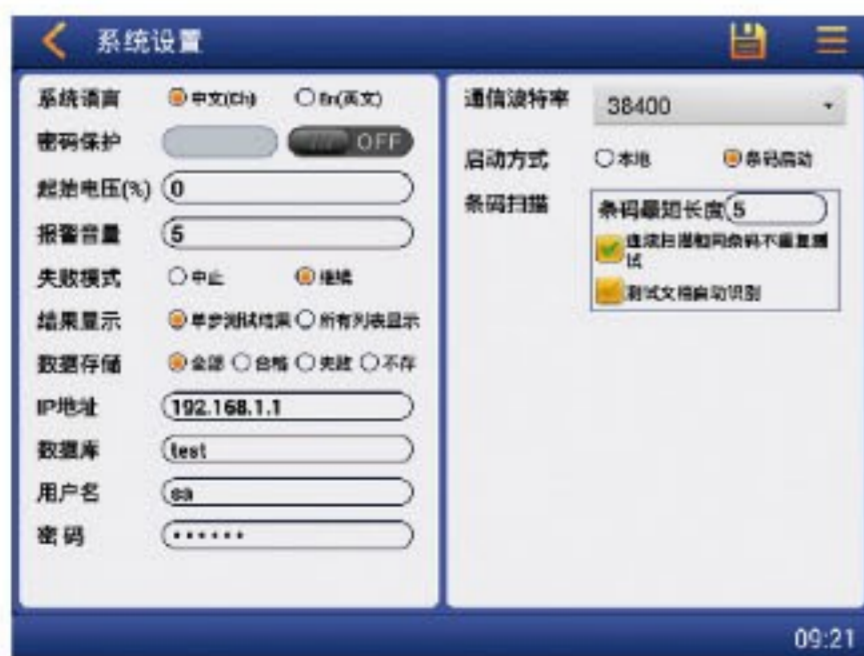 系统设置
系统语言 中文(Ch) En(英文)
密码保护 OFF
起始电压(%) 0
报警音量 5
失败模式 中止 继续
结果显示 单步测试结果 所有列表显示
数据存储 全部 合格 失败 不存
IP地址 192.168.1.1
数据库 test
用户名 sa
密码 ••••••
通信波特率 38400
启动方式 本地 条码启动
条码扫描 条码最短长度 5
连续扫描相同条码不重复测
试
测试文档自动识别
09:21